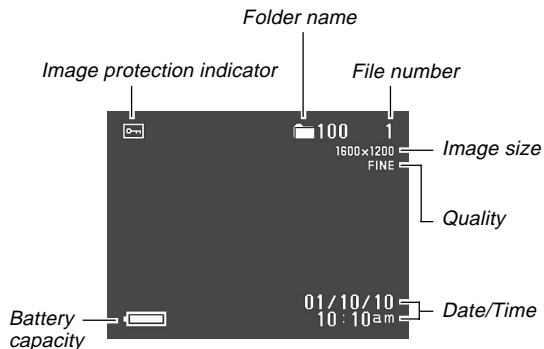 Folder name
Image protection indicator
File number
100
1
1600×1200
FINE
Image size
Quality
01/10/10
10:10am
Date/Time
Battery
capacity